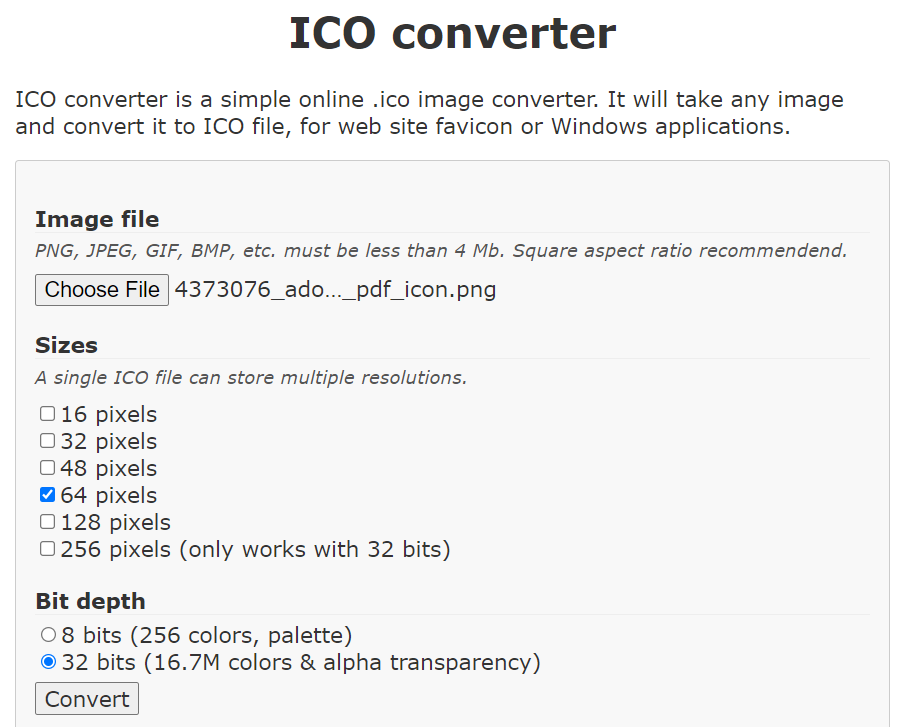 ICO converter
ICO converter is a simple online .ico image converter. It will take any image
and convert it to ICO file, for web site favicon or Windows applications.
Image file
PNG, JPEG, GIF, BMP, etc. must be less than 4 Mb. Square aspect ratio recommendend.
Choose File 4373076_ado..._pdf_icon.png
Sizes
A single ICO file can store multiple resolutions.
16 pixels
32 pixels
48 pixels
64 pixels
128 pixels
256 pixels (only works with 32 bits)
Bit depth
8 bits (256 colors, palette)
32 bits (16.7M colors & alpha transparency)
Convert